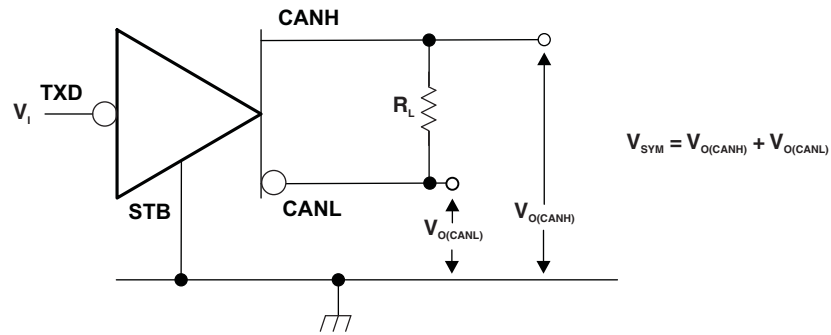 CANH
TXD
V_I
R_L
V_SYM = V_O(CANH) + V_O(CANL)
STB
CANL
V_O(CANL)
V_O(CANH)